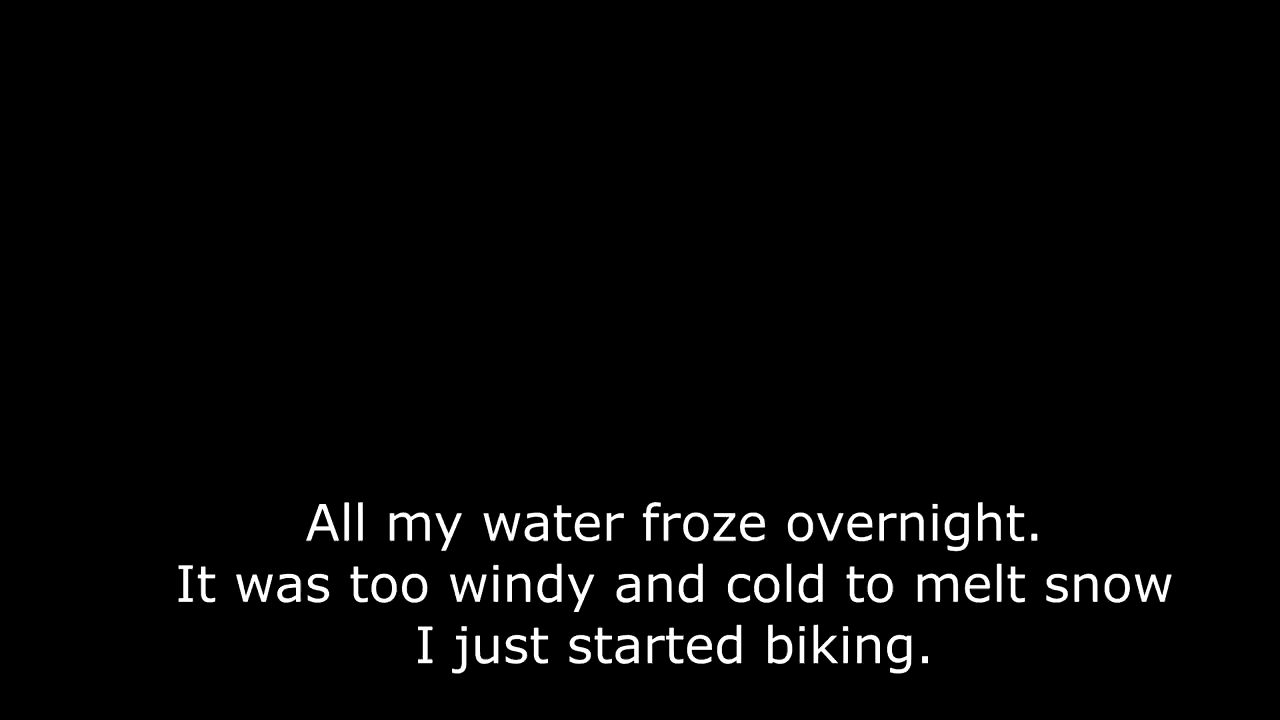 All my water froze overnight.
It was too windy and cold to melt snow
I just started biking.